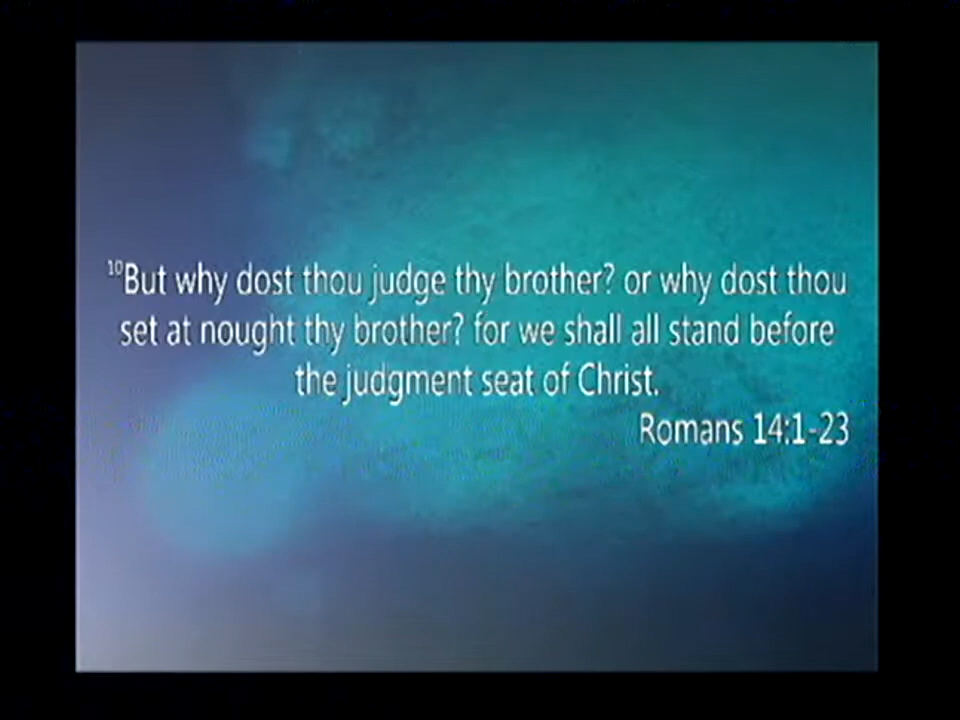 ¹⁰But why dost thou judge thy brother? or why dost thou
set at nought thy brother? for we shall all stand before
the judgment seat of Christ.
Romans 14:1-23